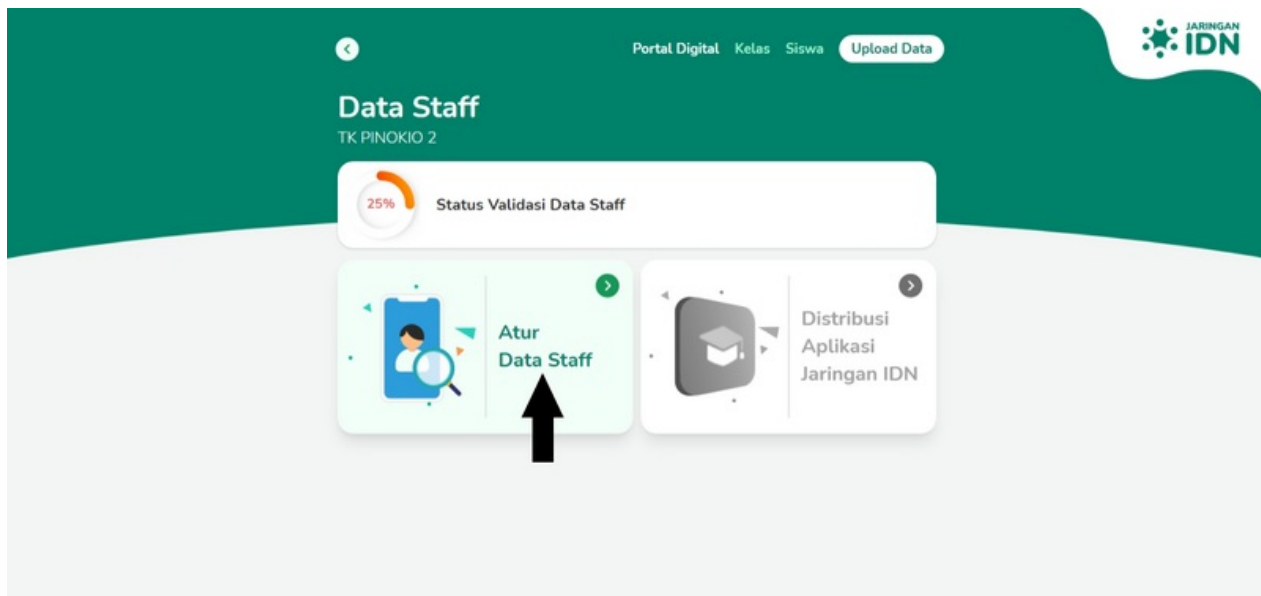 Portal Digital Kelas Siswa Upload Data
JARINGAN
IDN
Data Staff
TK PINOKIO 2
25% Status Validasi Data Staff
Atur
Data Staff
Distribusi
Aplikasi
Jaringan IDN